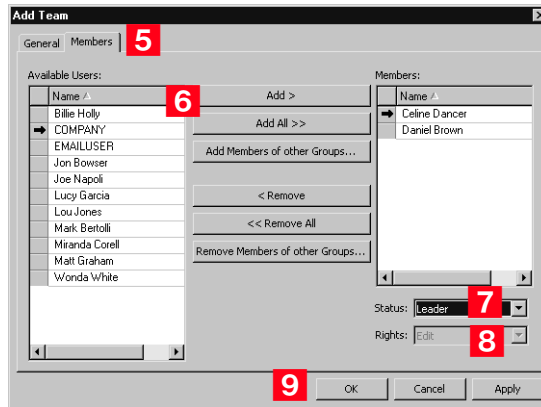 Add Team
General Members 5
Available Users:
Name
Billie Holly
COMPANY
EMAILUSER
Jon Bowser
Joe Napoli
Lucy Garcia
Lou Jones
Mark Bertolli
Miranda Corell
Matt Graham
Wonda White
6
Add >
Add All >>
Add Members of other Groups...
< Remove
<< Remove All
Remove Members of other Groups...
Members:
Name
Celine Dancer
Daniel Brown
Status: Leader 7
Rights: Edit 8
9 OK Cancel Apply